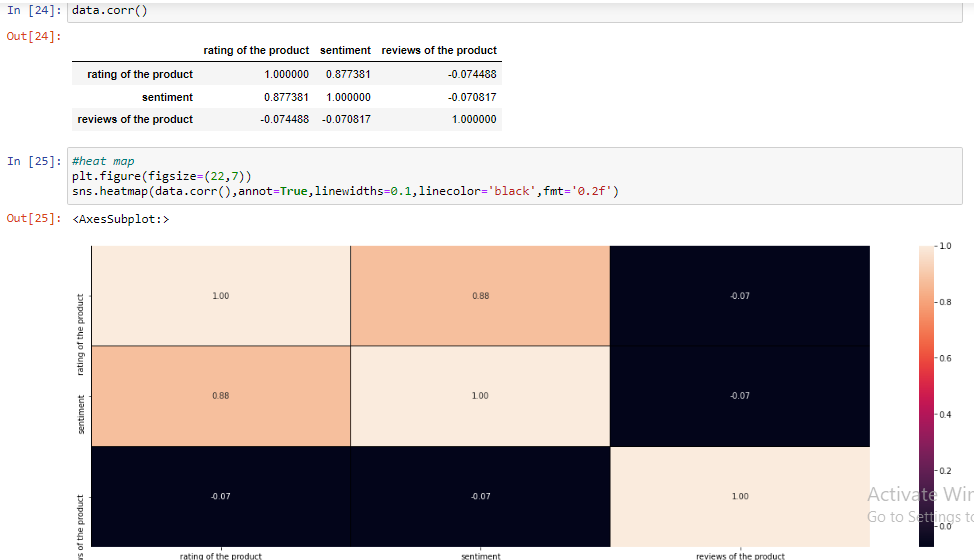 In [24]: data.corr()
Out[24]:
rating of the product sentiment reviews of the product
rating of the product 1.000000 0.877381 -0.074488
sentiment 0.877381 1.000000 -0.070817
reviews of the product -0.074488 -0.070817 1.000000
In [25]: #heat map
plt.figure(figsize=(22,7))
sns.heatmap(data.corr(),annot=True,linewidths=0.1,linecolor='black',fmt='0.2f')
Out[25]: <AxesSubplot:>
rating of the product
1.00 0.88 -0.07
sentiment
0.88 1.00 -0.07
of the product
-0.07 -0.07 1.00
rating of the product sentiment reviews of the product
1.0
0.8
0.6
0.4
0.2
0.0
Activate Wir
Go to Settings to